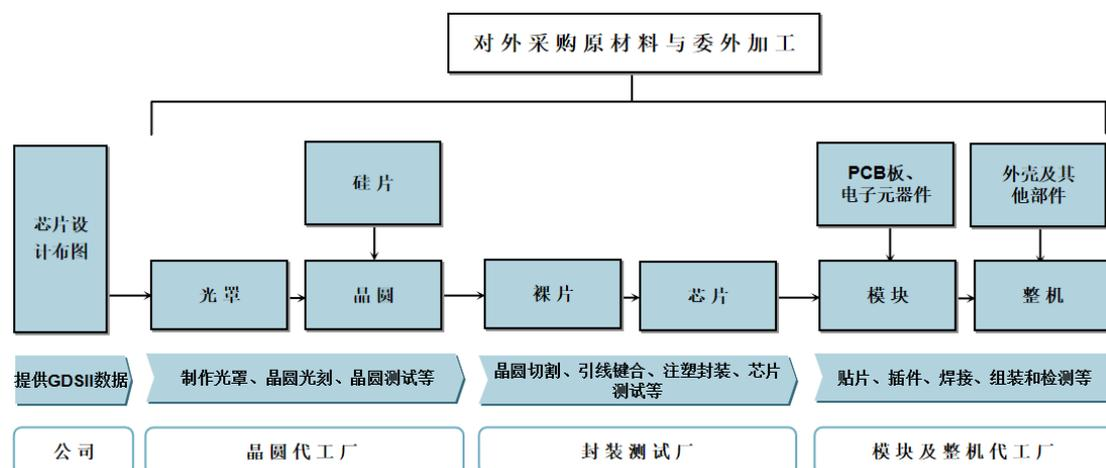 对外采购原材料与委外加工
芯片设
计布图
硅片
PCB板、
电子元器件
外壳及其
他部件
光罩
晶圆
裸片
芯片
模块
整机
提供GDSII数据
制作光罩、晶圆光刻、晶圆测试等
晶圆切割、引线键合、注塑封装、芯片
测试等
贴片、插件、焊接、组装和检测等
公司
晶圆代工厂
封装测试厂
模块及整机代工厂